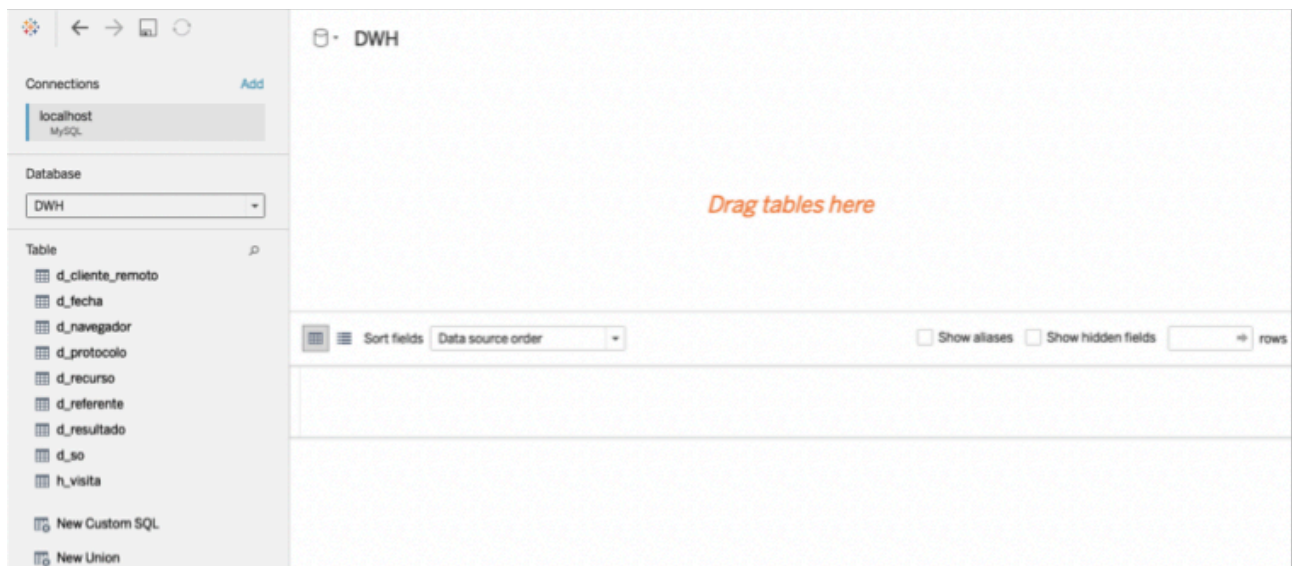 DWH
Connections Add
localhost
MySQL
Database
DWH
Table
d_cliente_remoto
d_fecha
d_navegador
d_protocolo
d_recurso
d_referente
d_resultado
d_so
h_visita
New Custom SQL
New Union
Drag tables here
Sort fields Data source order Show aliases Show hidden fields rows